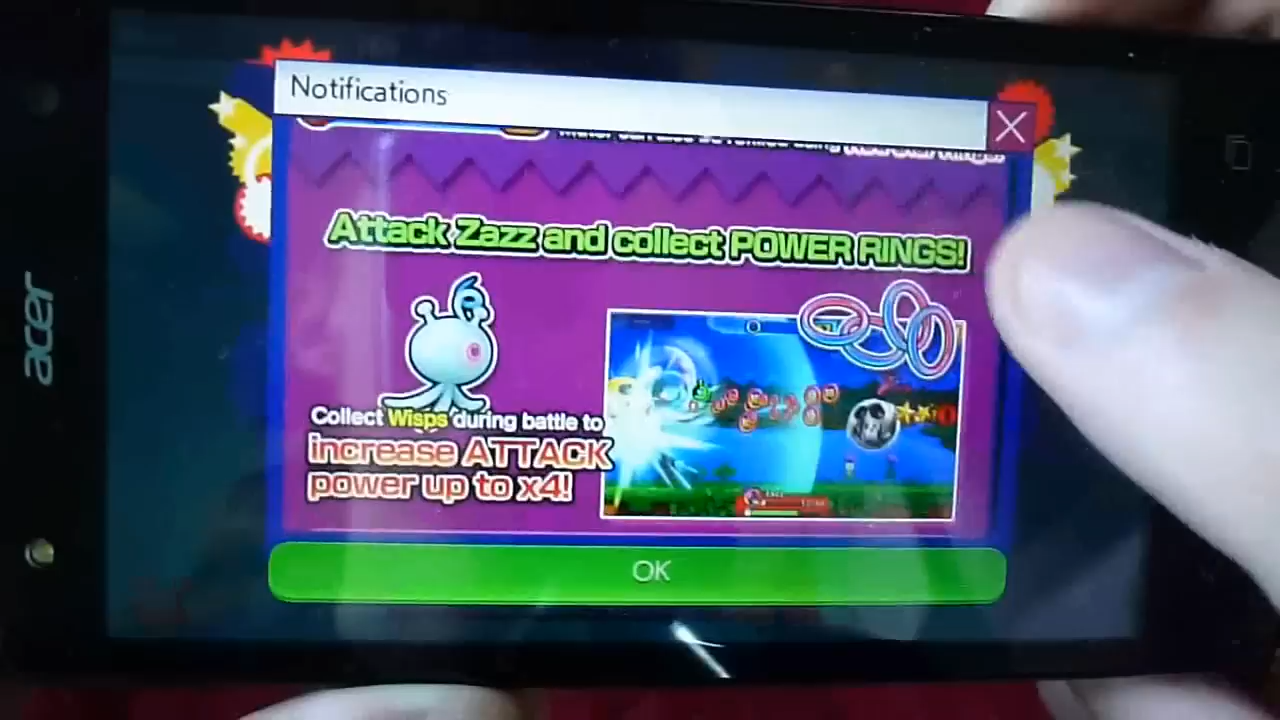 Notifications
Attack Zazz and collect POWER RINGS!
Collect Wisps during battle to
increase ATTACK
power up to x4!
OK
acer